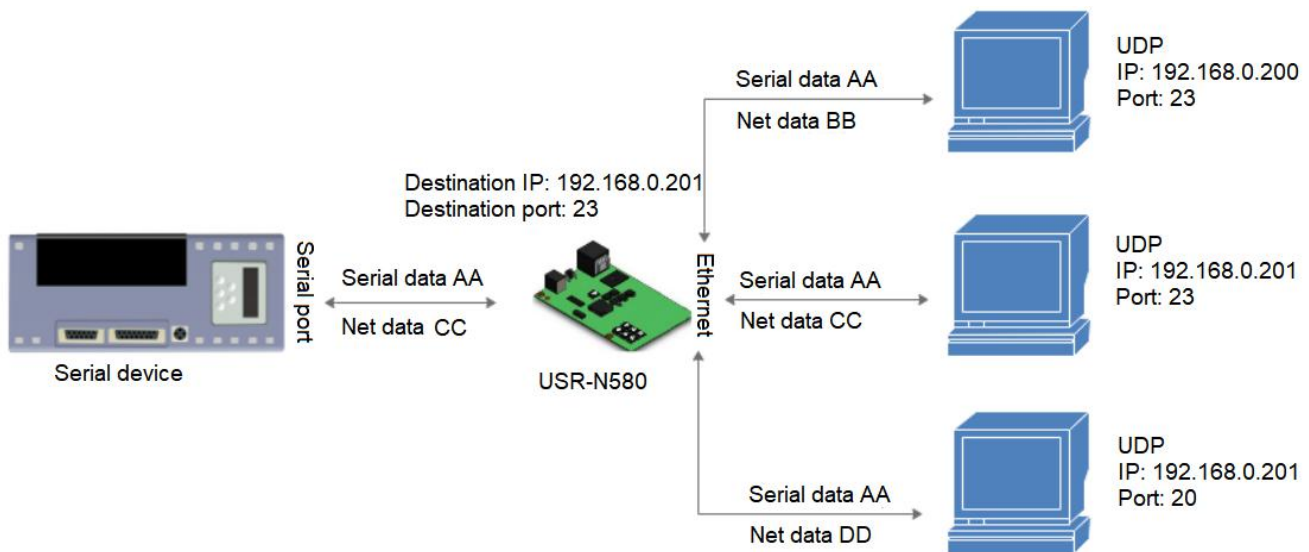 UDP
IP: 192.168.0.200
Port: 23
Serial data AA
Net data BB
Destination IP: 192.168.0.201
Destination port: 23
Serial port
Serial data AA
Net data CC
Serial device
USR-N580
Ethernet
Serial data AA
Net data CC
UDP
IP: 192.168.0.201
Port: 23
Serial data AA
Net data DD
UDP
IP: 192.168.0.201
Port: 20